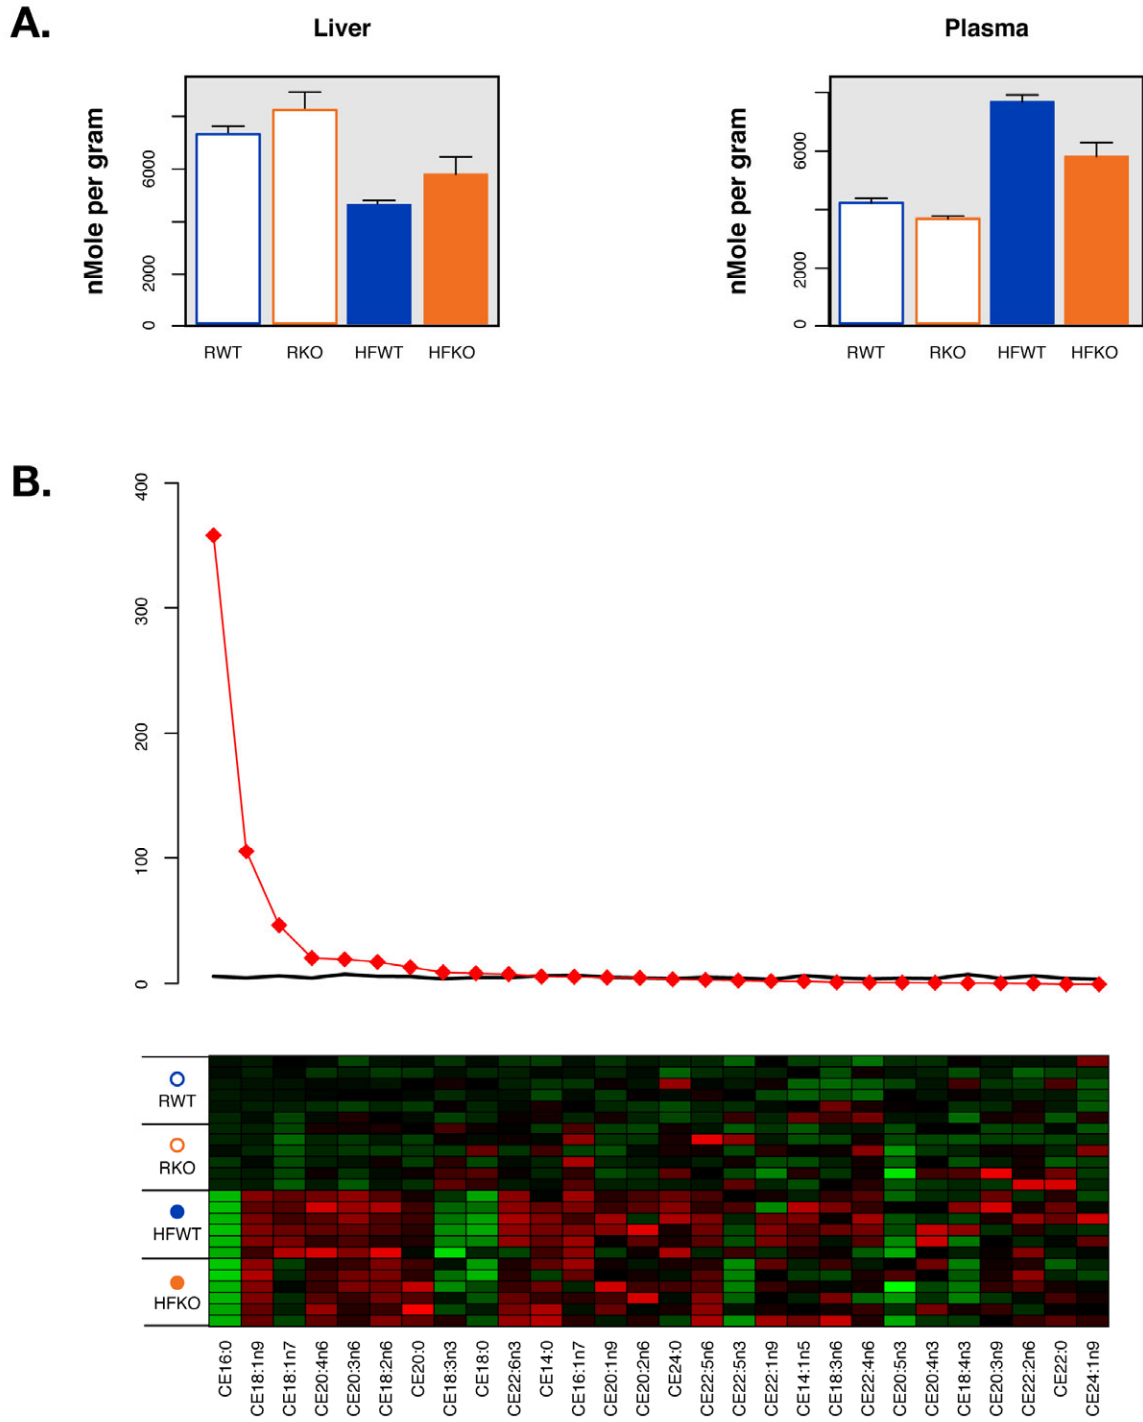 A.
Liver
Plasma
nMole per gram
0
2000
6000
RWT
RKO
HFWT
HFKO
nMole per gram
0
2000
6000
RWT
RKO
HFWT
HFKO
B.
400
300
200
100
0
RWT
RKO
HFWT
HFKO
CE16:0
CE18:1n9
CE18:1n7
CE20:4n6
CE20:3n6
CE18:2n6
CE20:0
CE18:3n3
CE18:0
CE22:6n3
CE14:0
CE16:1n7
CE20:1n9
CE20:2n6
CE24:0
CE22:5n6
CE22:5n3
CE22:1n9
CE14:1n5
CE18:3n6
CE22:4n6
CE20:5n3
CE20:4n3
CE18:4n3
CE20:3n9
CE22:2n6
CE22:0
CE24:1n9